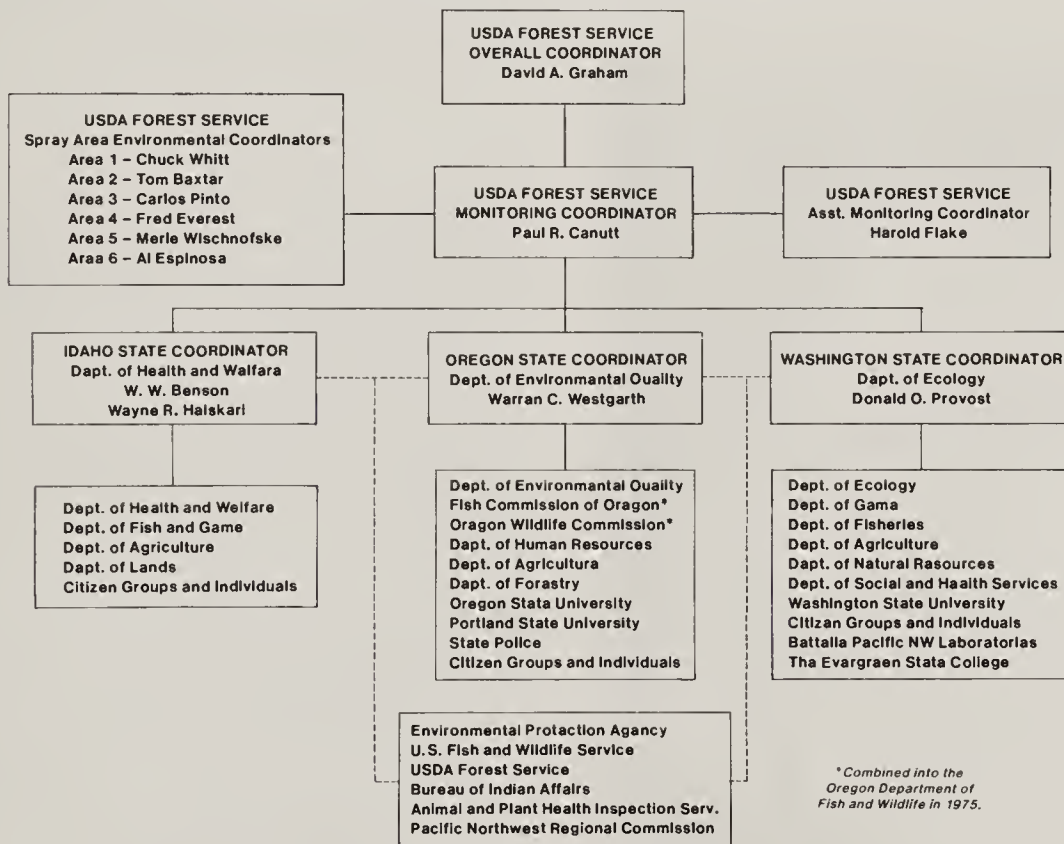 USDA FOREST SERVICE
OVERALL COORDINATOR
David A. Graham
USDA FOREST SERVICE
Spray Area Environmental Coordinators
Area 1 – Chuck Whitt
Area 2 – Tom Baxtar
Area 3 – Carlos Pinto
Area 4 – Fred Everest
Area 5 – Merle Wischnofske
Araa 6 – Al Espinosa
USDA FOREST SERVICE
MONITORING COORDINATOR
Paul R. Canutt
USDA FOREST SERVICE
Asst. Monitoring Coordinator
Harold Flake
IDAHO STATE COORDINATOR
Dapt. of Health and Walfara
W. W. Benson
Wayne R. Halskarl
OREGON STATE COORDINATOR
Dept. of Environmantal Quality
Warran C. Westgarth
WASHINGTON STATE COORDINATOR
Dapt. of Ecology
Donald O. Provost
Dept. of Health and Welfare
Dept. of Fish and Game
Dept. of Agriculture
Dapt. of Lands
Citizen Groups and Individuals
Dept. of Environmantal Quality
Fish Commission of Oragon*
Oragon Wildlife Commission*
Dapt. of Human Resources
Dept. of Agricultura
Dapt. of Forastry
Oregon Stata University
Portland State University
State Police
Citizen Groups and Individuals
Dept. of Ecology
Dept. of Gama
Dept. of Fisheries
Dept. of Agriculture
Dapt. of Natural Rasources
Dept. of Social and Haalth Services
Washington State University
Citizan Groups and Individuals
Battalla Pacific NW Laboratorias
Tha Evargraen Stata College
Environmental Protaction Agancy
U.S. Fish and Wildlife Service
USDA Forest Service
Bureau of Indian Affairs
Animal and Plant Health Inspection Serv.
Pacific Northwest Regional Commission
*Combined into the
Oregon Department of
Fish and Wildlife in 1975.